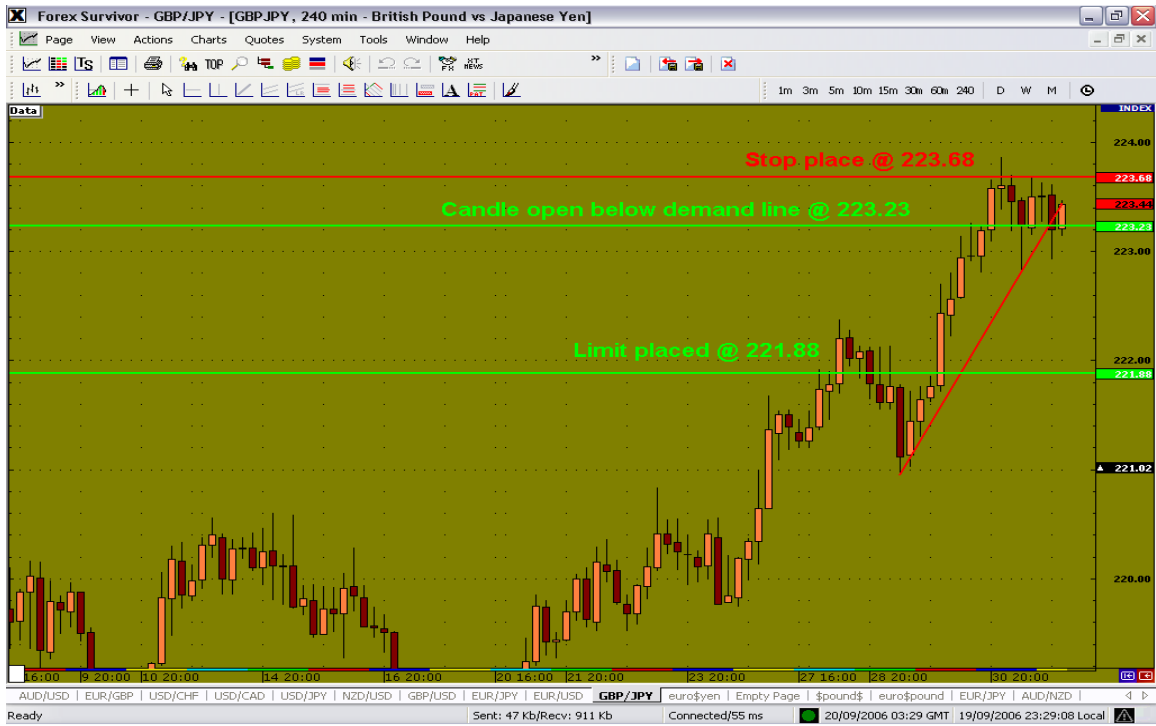 Forex Survivor - GBP/JPY - [GBPJPY, 240 min - British Pound vs Japanese Yen]
Page View Actions Charts Quotes System Tools Window Help
TS TOP FX NEWS
A 1m 3m 5m 10m 15m 30m 60m 240 D W M
Data INDEX
224.00
Stop place @ 223.68
223.68
Candle open below demand line @ 223.23
223.44
223.23
223.00
Limit placed @ 221.88
222.00
221.88
221.02
220.00
16:00 9 20:00 10 20:00 14 20:00 16 20:00 20 16:00 21 20:00 23 20:00 27 16:00 28 20:00 30 20:00
AUD/USD | EUR/GBP | USD/CHF | USD/CAD | USD/JPY | NZD/USD | GBP/USD | EUR/JPY | EUR/USD | GBP/JPY | euro$yen | Empty Page | $pound$ | euro$pound | EUR/JPY | AUD/NZD |
Ready Sent: 47 Kb/Recv: 911 Kb Connected/55 ms 20/09/2006 03:29 GMT 19/09/2006 23:29:08 Local